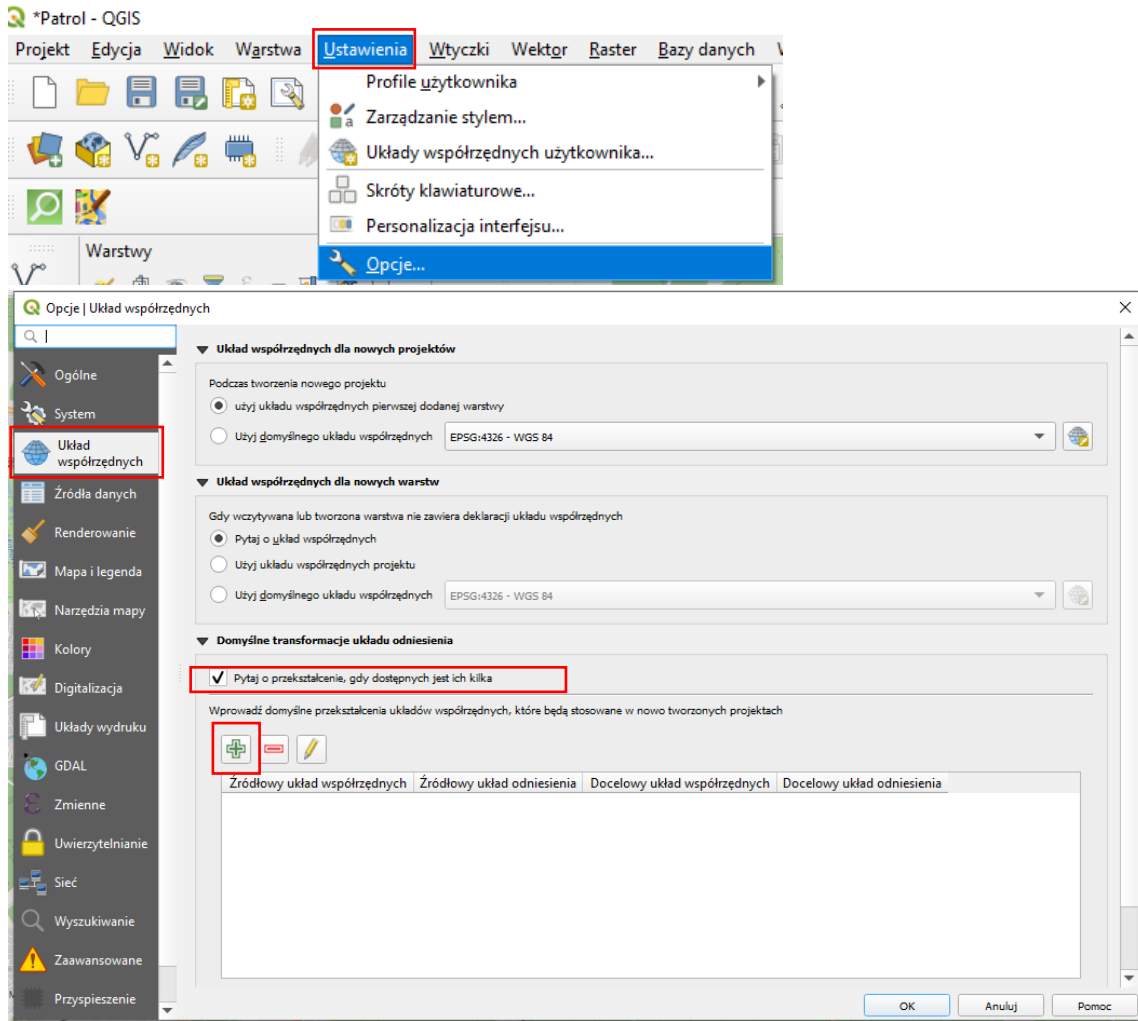 *Patrol - QGIS
Projekt Edycja Widok Warstwa Ustawienia Wtyczki Wektor Raster Bazy danych
Profile użytkownika
Zarządzanie stylem...
Układy współrzędnych użytkownika...
Skróty klawiaturowe...
Personalizacja interfejsu...
Opcje...
Warstwy
Opcje | Układ współrzędnych
Ogólne
System
Układ
współrzędnych
Źródła danych
Renderowanie
Mapa i legenda
Narzędzia mapy
Kolory
Digitalizacja
Układy wydruku
GDAL
Zmienne
Uwierzytelnianie
Sieć
Wyszukiwanie
Zaawansowane
Przyspieszenie
Układ współrzędnych dla nowych projektów
Podczas tworzenia nowego projektu
użyj układu współrzędnych pierwszej dodanej warstwy
Użyj domyślnego układu współrzędnych EPSG:4326 - WGS 84
Układ współrzędnych dla nowych warstw
Gdy wczytywana lub tworzona warstwa nie zawiera deklaracji układu współrzędnych
Pytaj o układ współrzędnych
Użyj układu współrzędnych projektu
Użyj domyślnego układu współrzędnych EPSG:4326 - WGS 84
Domyślne transformacje układu odniesienia
Pytaj o przekształcenie, gdy dostępnych jest ich kilka
Wprowadź domyślne przekształcenia układów współrzędnych, które będą stosowane w nowo tworzonych projektach
Źródłowy układ współrzędnych Źródłowy układ odniesienia Docelowy układ współrzędnych Docelowy układ odniesienia
OK Anuluj Pomoc